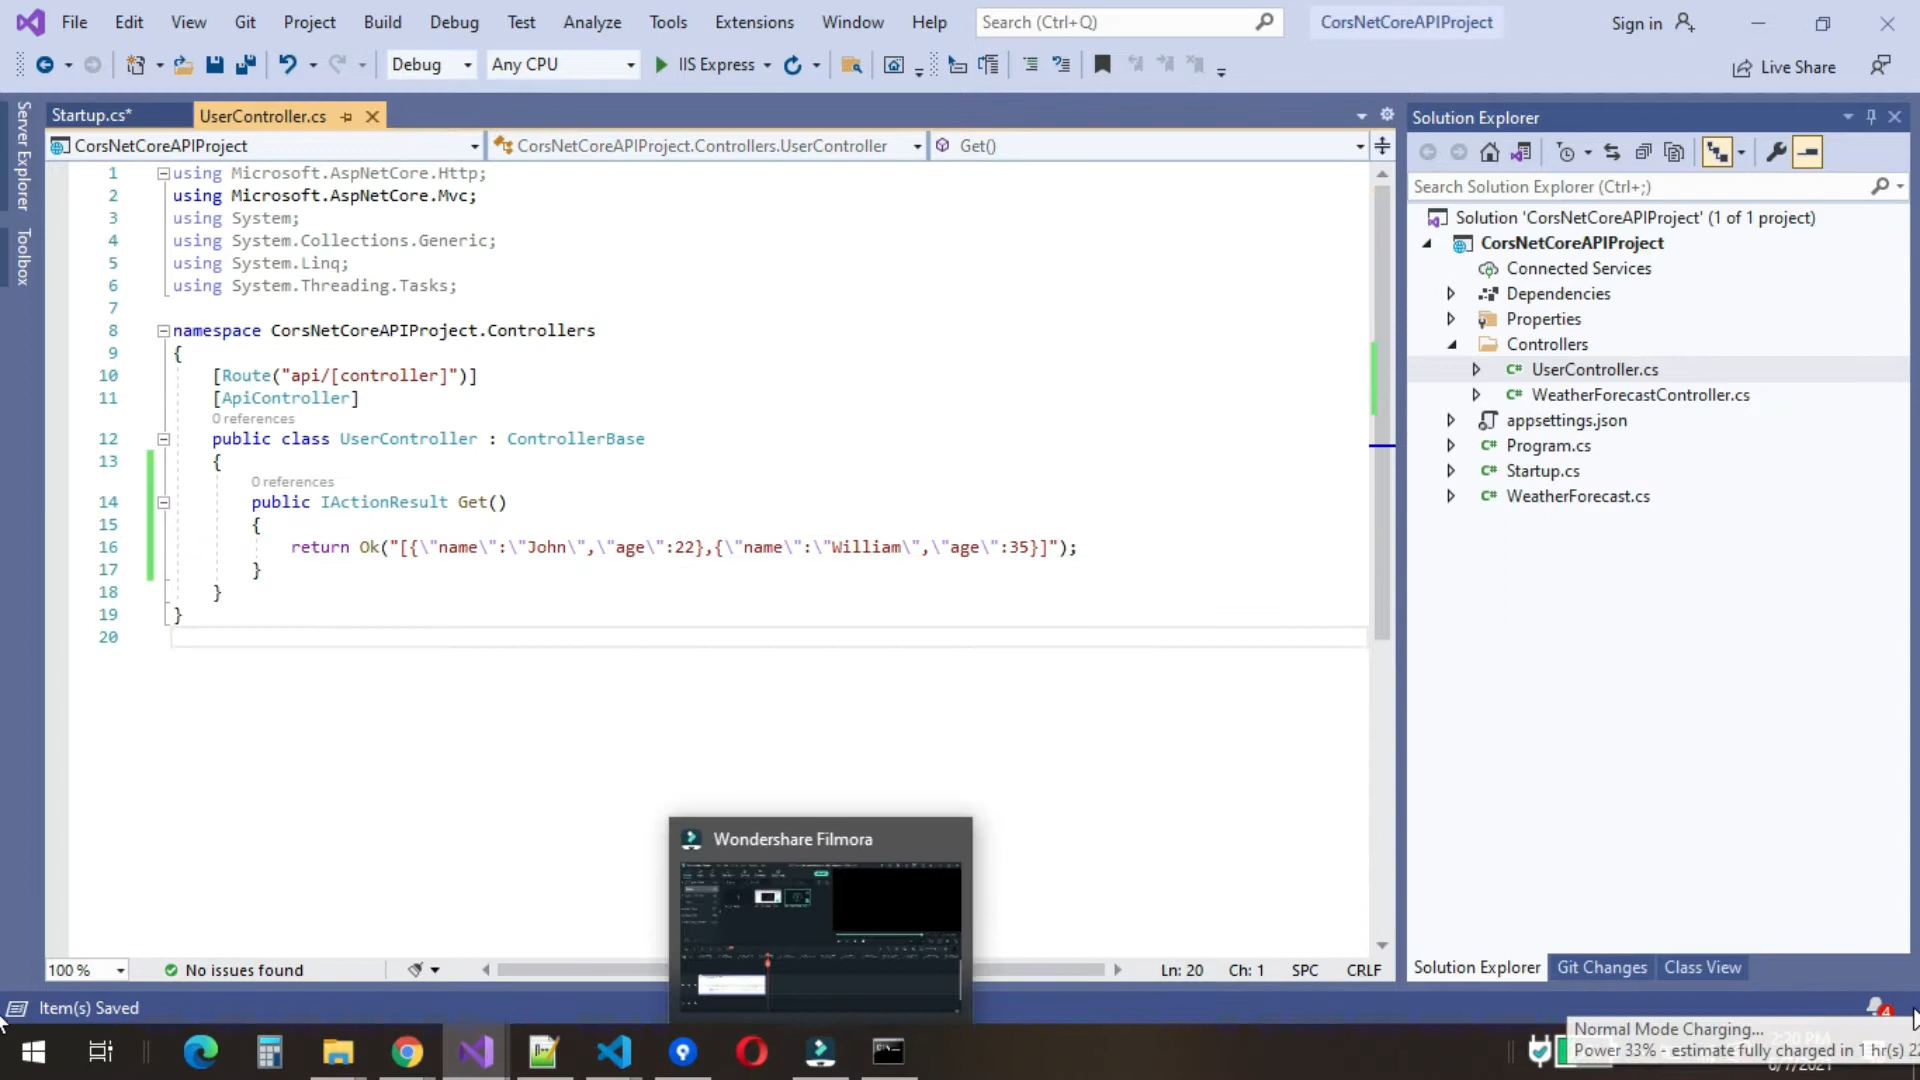 File Edit View Git Project Build Debug Test Analyze Tools Extensions Window Help Search (Ctrl+Q) CorsNetCoreAPIProject Sign in
Debug Any CPU IIS Express Live Share
Server Explorer
Toolbox
Startup.cs* UserController.cs
CorsNetCoreAPIProject CorsNetCoreAPIProject.Controllers.UserController Get()
1 using Microsoft.AspNetCore.Http;
2 using Microsoft.AspNetCore.Mvc;
3 using System;
4 using System.Collections.Generic;
5 using System.Linq;
6 using System.Threading.Tasks;
7
8 namespace CorsNetCoreAPIProject.Controllers
9 {
10 [Route("api/[controller]")]
11 [ApiController]
0 references
12 public class UserController : ControllerBase
13 {
0 references
14 public IActionResult Get()
15 {
16 return Ok("[{\"name\":\"John\",\"age\":22},{\"name\":\"William\",\"age\":35}]");
17 }
18 }
19 }
20
Solution Explorer
Search Solution Explorer (Ctrl+;)
Solution 'CorsNetCoreAPIProject' (1 of 1 project)
CorsNetCoreAPIProject
Connected Services
Dependencies
Properties
Controllers
C# UserController.cs
C# WeatherForecastController.cs
appsettings.json
C# Program.cs
C# Startup.cs
C# WeatherForecast.cs
Wondershare Filmora
100 % No issues found Ln: 20 Ch: 1 SPC CRLF
Solution Explorer Git Changes Class View
Item(s) Saved
4
Normal Mode Charging...
Power 33% - estimate fully charged in 1 hr(s) 22